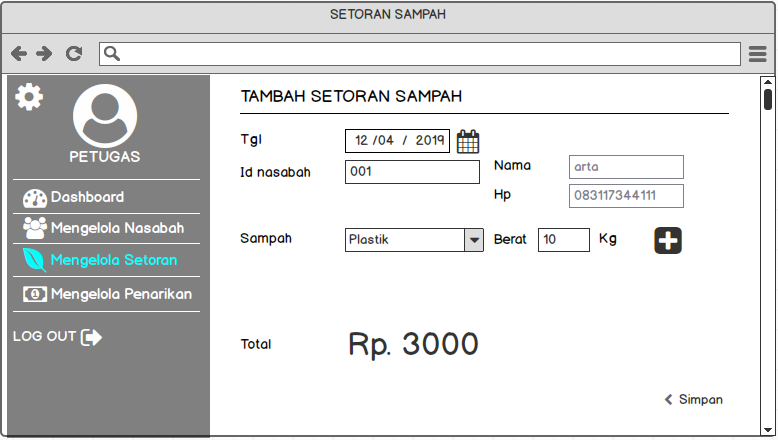 SETORAN SAMPAH
PETUGAS
Dashboard
Mengelola Nasabah
Mengelola Setoran
Mengelola Penarikan
LOG OUT
TAMBAH SETORAN SAMPAH
Tgl 12 /04 / 2019
Id nasabah 001
Nama arta
Hp 083117344111
Sampah Plastik Berat 10 Kg
Total Rp. 3000
Simpan